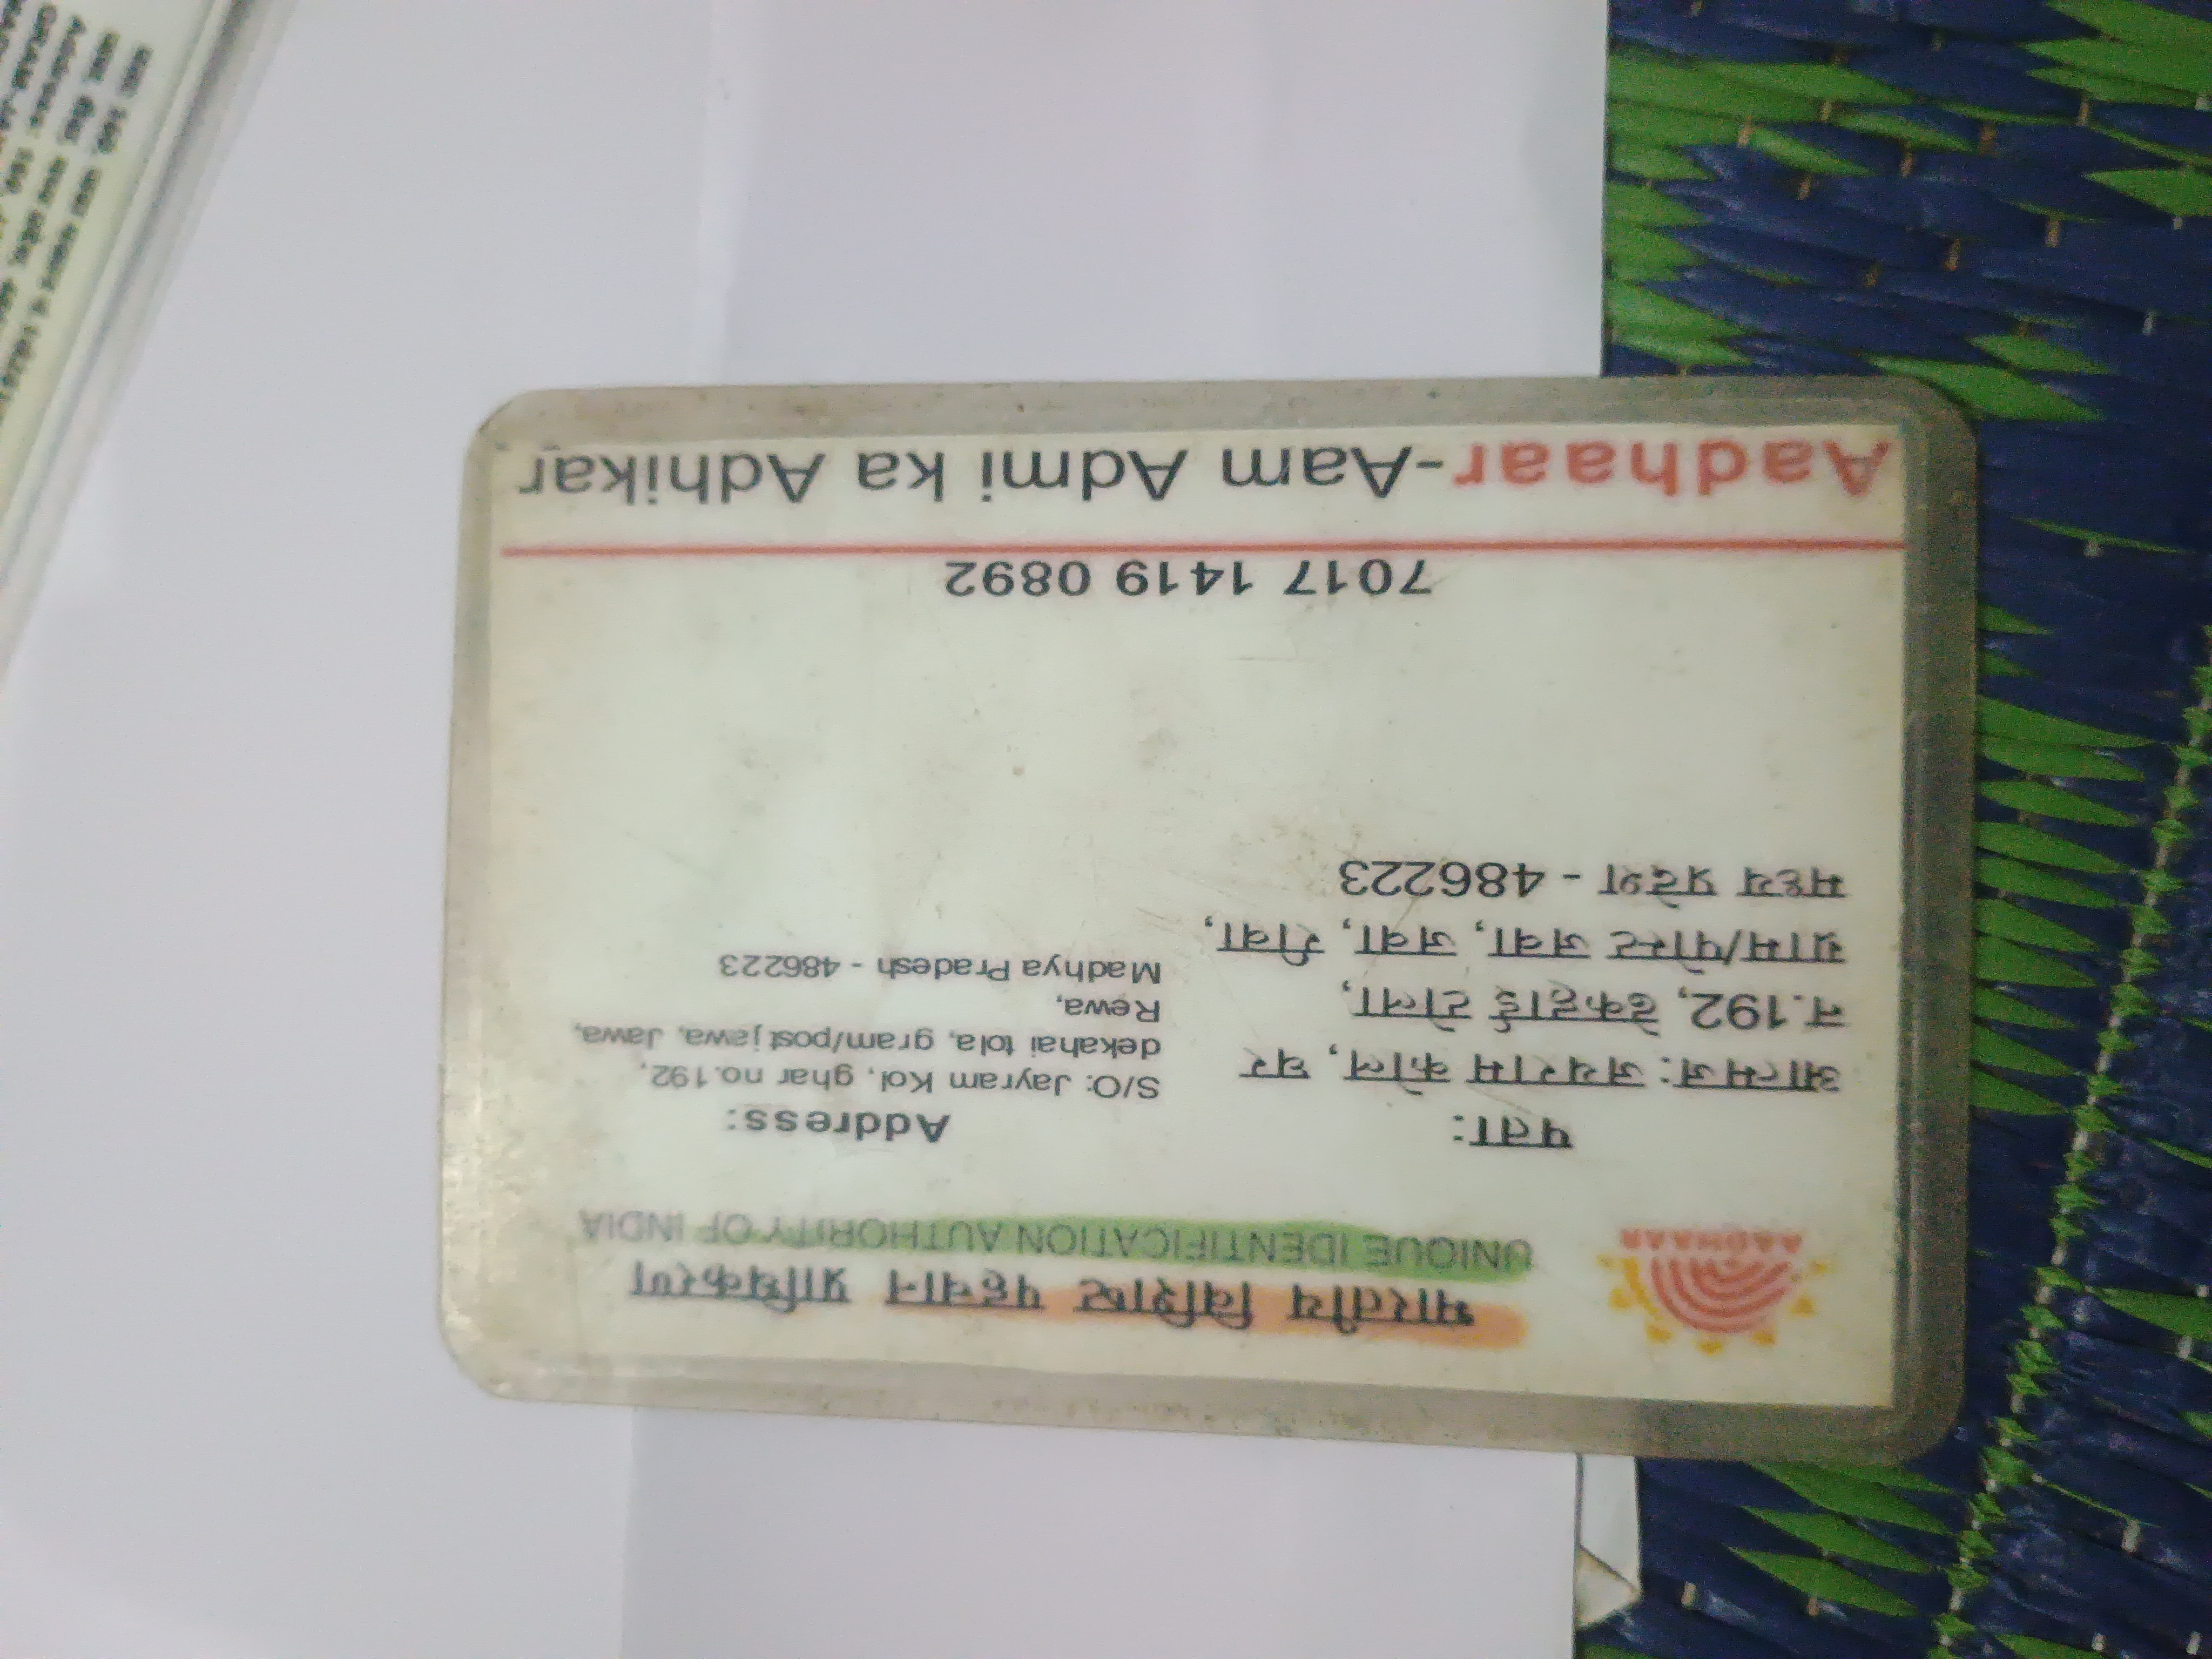 भारतीय विशिष्ट पहचान प्राधिकरण
UNIQUE IDENTIFICATION AUTHORITY OF INDIA
AADHAAR
पता:
आत्मज: जयराम कोल, घर
न.192, ढेकहाई टोला,
ग्राम/पोस्ट जवा, जवा, रीवा,
मध्य प्रदेश - 486223
Address:
S/O: Jayram Kol, ghar no.192,
dekahai tola, gram/post jawa, Jawa,
Rewa,
Madhya Pradesh - 486223
7017 1419 0892
Aadhaar-Aam Admi ka Adhikar